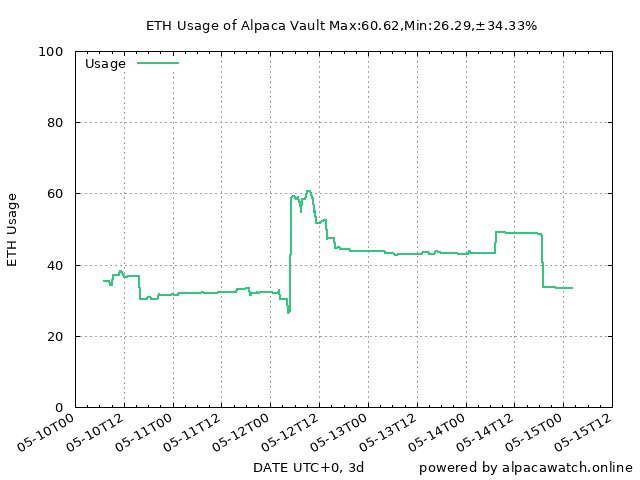 ETH Usage of Alpaca Vault Max:60.62,Min:26.29,±34.33%
Usage
100
80
60
40
20
0
ETH Usage
05-10T00
05-10T12
05-11T00
05-11T12
05-12T00
05-12T12
05-13T00
05-13T12
05-14T00
05-14T12
05-15T00
05-15T12
DATE UTC+0, 3d
powered by alpacawatch.online